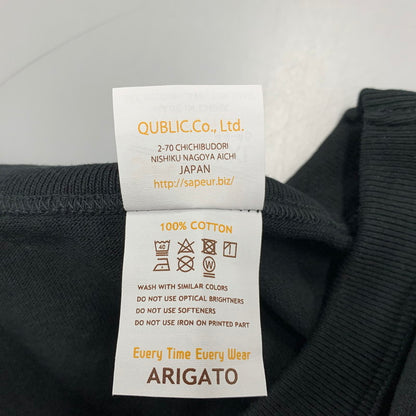 QUBLIC.Co., Ltd.
2-70 CHICHIBUDORI
NISHIKU NAGOYA AICHI
JAPAN
http://sapeur.biz/
100% COTTON
40
W
WASH WITH SIMILAR COLORS
DO NOT USE OPTICAL BRIGHTNERS
DO NOT USE SOFTENERS
DO NOT USE IRON ON PRINTED PART
Every Time Every Wear
ARIGATO